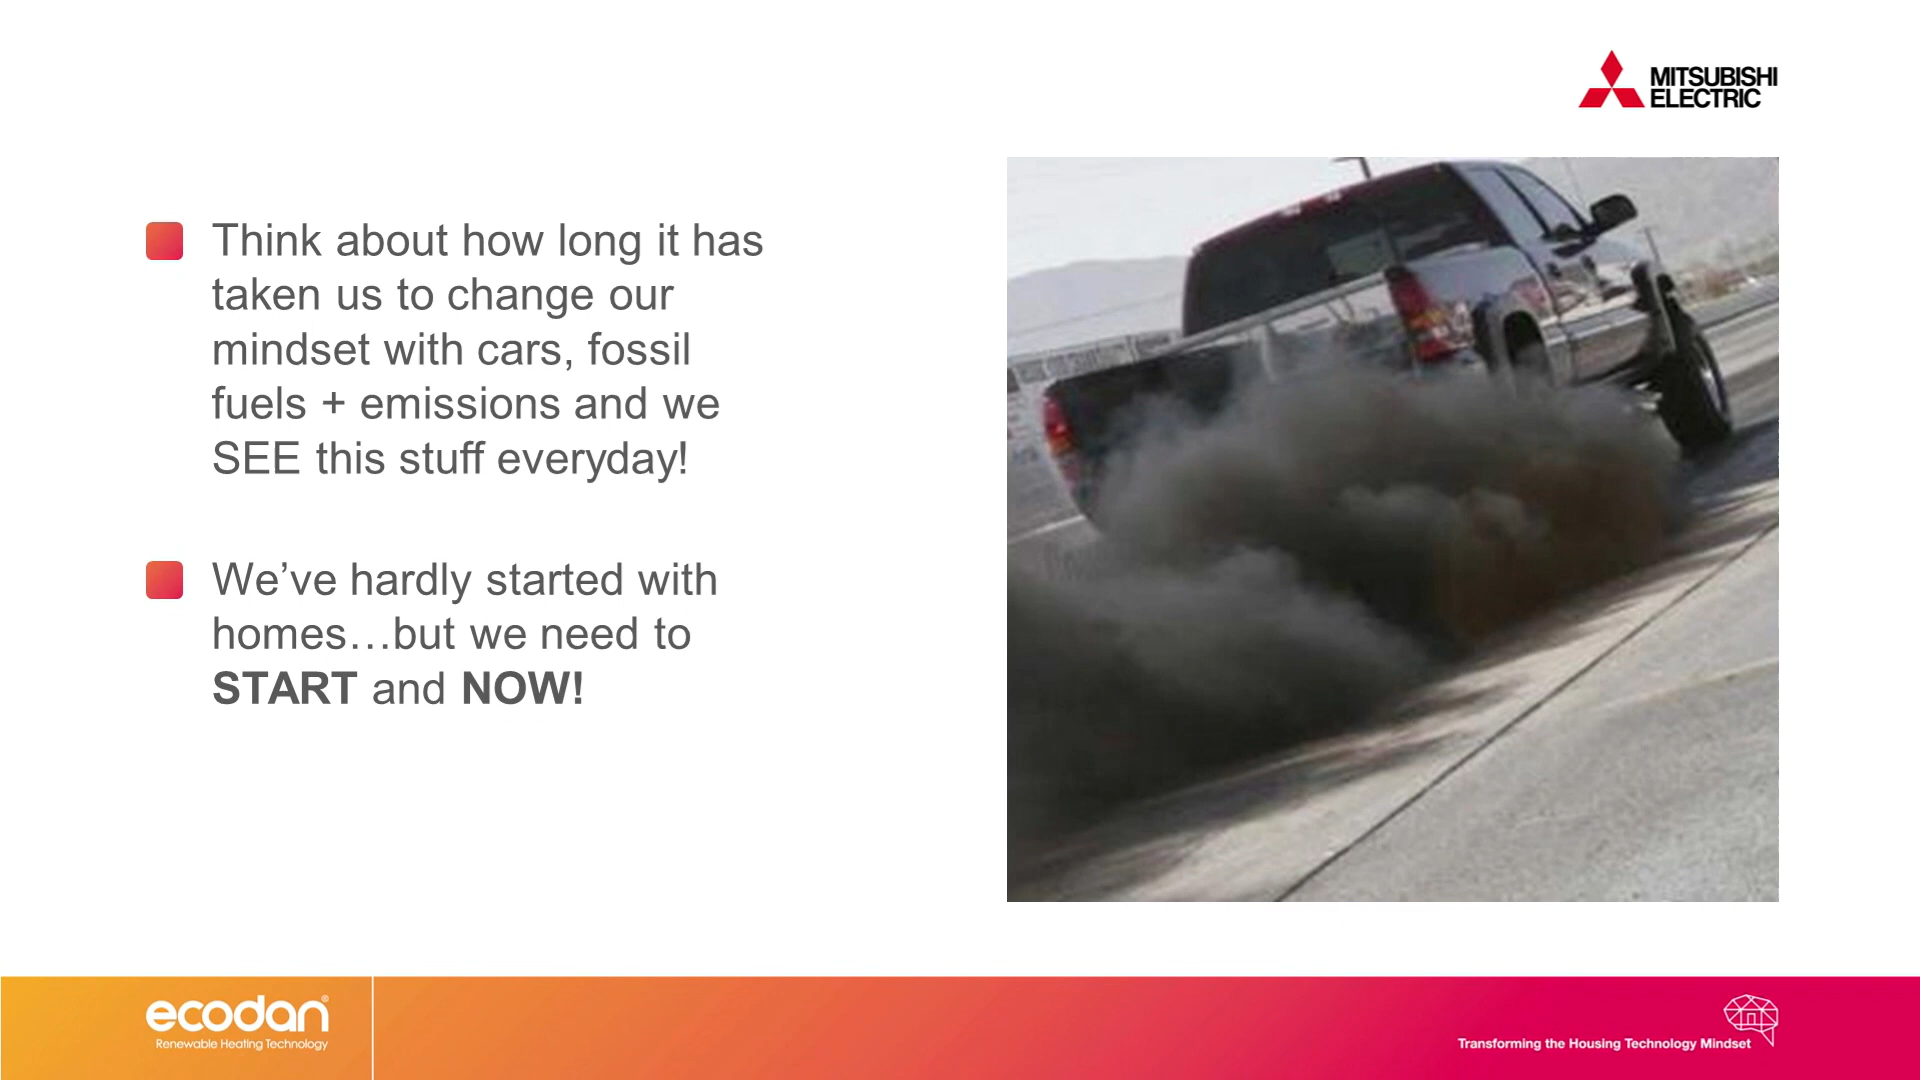 MITSUBISHI
ELECTRIC
Think about how long it has
taken us to change our
mindset with cars, fossil
fuels + emissions and we
SEE this stuff everyday!
We’ve hardly started with
homes…but we need to
START and NOW!
ecodan®
Renewable Heating Technology
Transforming the Housing Technology Mindset